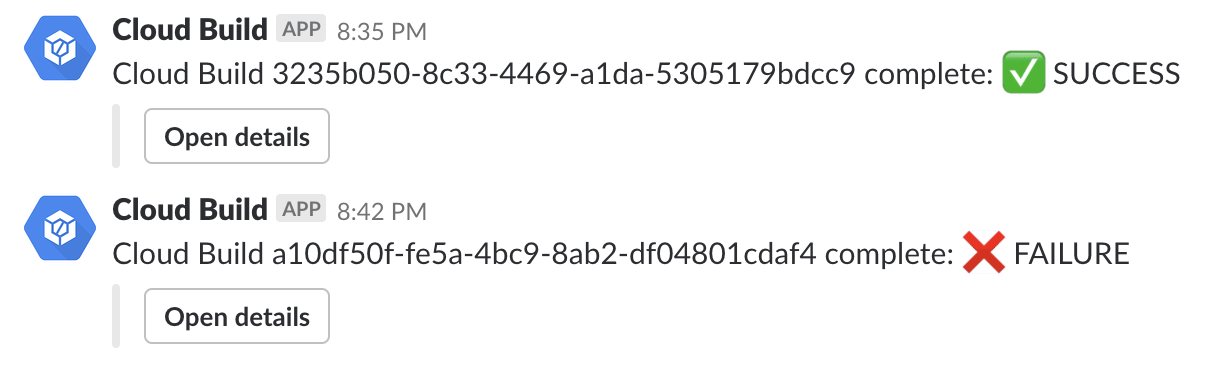 Cloud Build APP 8:35 PM
Cloud Build 3235b050-8c33-4469-a1da-5305179bdcc9 complete: ✅ SUCCESS
Open details
Cloud Build APP 8:42 PM
Cloud Build a10df50f-fe5a-4bc9-8ab2-df04801cdaf4 complete: ❌ FAILURE
Open details